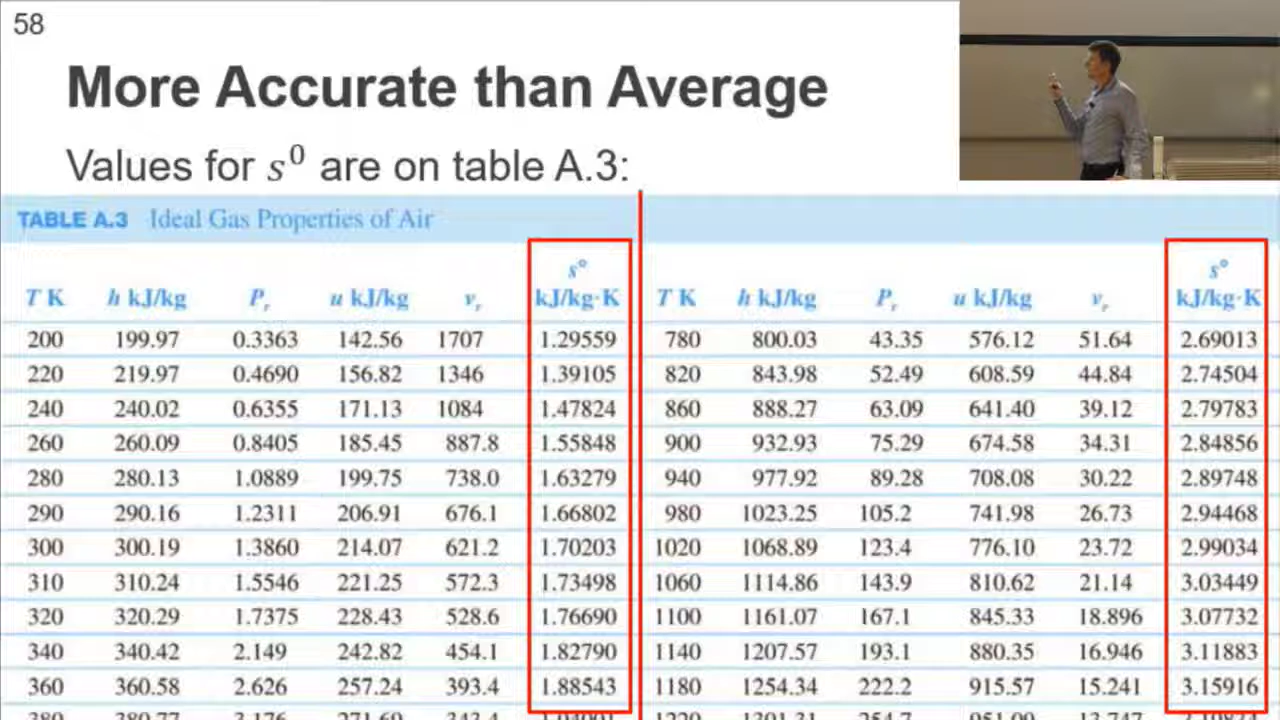 58
More Accurate than Average
Values for s⁰ are on table A.3:
TABLE A.3 Ideal Gas Properties of Air
T K h kJ/kg Pr u kJ/kg vr s° kJ/kg·K T K h kJ/kg Pr u kJ/kg vr s° kJ/kg·K
200 199.97 0.3363 142.56 1707 1.29559 780 800.03 43.35 576.12 51.64 2.69013
220 219.97 0.4690 156.82 1346 1.39105 820 843.98 52.49 608.59 44.84 2.74504
240 240.02 0.6355 171.13 1084 1.47824 860 888.27 63.09 641.40 39.12 2.79783
260 260.09 0.8405 185.45 887.8 1.55848 900 932.93 75.29 674.58 34.31 2.84856
280 280.13 1.0889 199.75 738.0 1.63279 940 977.92 89.28 708.08 30.22 2.89748
290 290.16 1.2311 206.91 676.1 1.66802 980 1023.25 105.2 741.98 26.73 2.94468
300 300.19 1.3860 214.07 621.2 1.70203 1020 1068.89 123.4 776.10 23.72 2.99034
310 310.24 1.5546 221.25 572.3 1.73498 1060 1114.86 143.9 810.62 21.14 3.03449
320 320.29 1.7375 228.43 528.6 1.76690 1100 1161.07 167.1 845.33 18.896 3.07732
340 340.42 2.149 242.82 454.1 1.82790 1140 1207.57 193.1 880.35 16.946 3.11883
360 360.58 2.626 257.24 393.4 1.88543 1180 1254.34 222.2 915.57 15.241 3.15916